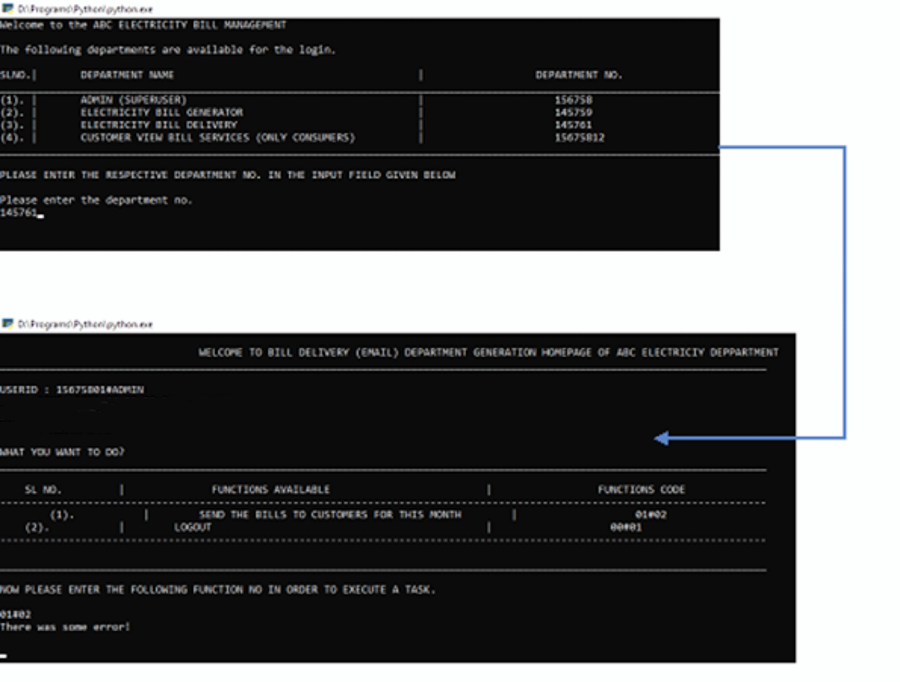 D:\Programs\Python\python.exe
Welcome to the ABC ELECTRICITY BILL MANAGEMENT
The following departments are available for the login.
SLNO.| DEPARTMENT NAME | DEPARTMENT NO.
(1). | ADMIN (SUPERUSER) | 156758
(2). | ELECTRICITY BILL GENERATOR | 145759
(3). | ELECTRICITY BILL DELIVERY | 145761
(4). | CUSTOMER VIEW BILL SERVICES (ONLY CONSUMERS) | 15675812
PLEASE ENTER THE RESPECTIVE DEPARTMENT NO. IN THE INPUT FIELD GIVEN BELOW
Please enter the department no.
145761
D:\Programs\Python\python.exe
WELCOME TO BILL DELIVERY (EMAIL) DEPARTMENT GENERATION HOMEPAGE OF ABC ELECTRICIY DEPPARTMENT
USERID : 15675801#ADMIN
WHAT YOU WANT TO DO?
SL NO. | FUNCTIONS AVAILABLE | FUNCTIONS CODE
(1). | SEND THE BILLS TO CUSTOMERS FOR THIS MONTH | 01#02
(2). | LOGOUT | 00#01
NOW PLEASE ENTER THE FOLLOWING FUNCTION NO IN ORDER TO EXECUTE A TASK.
01#02
There was some error!